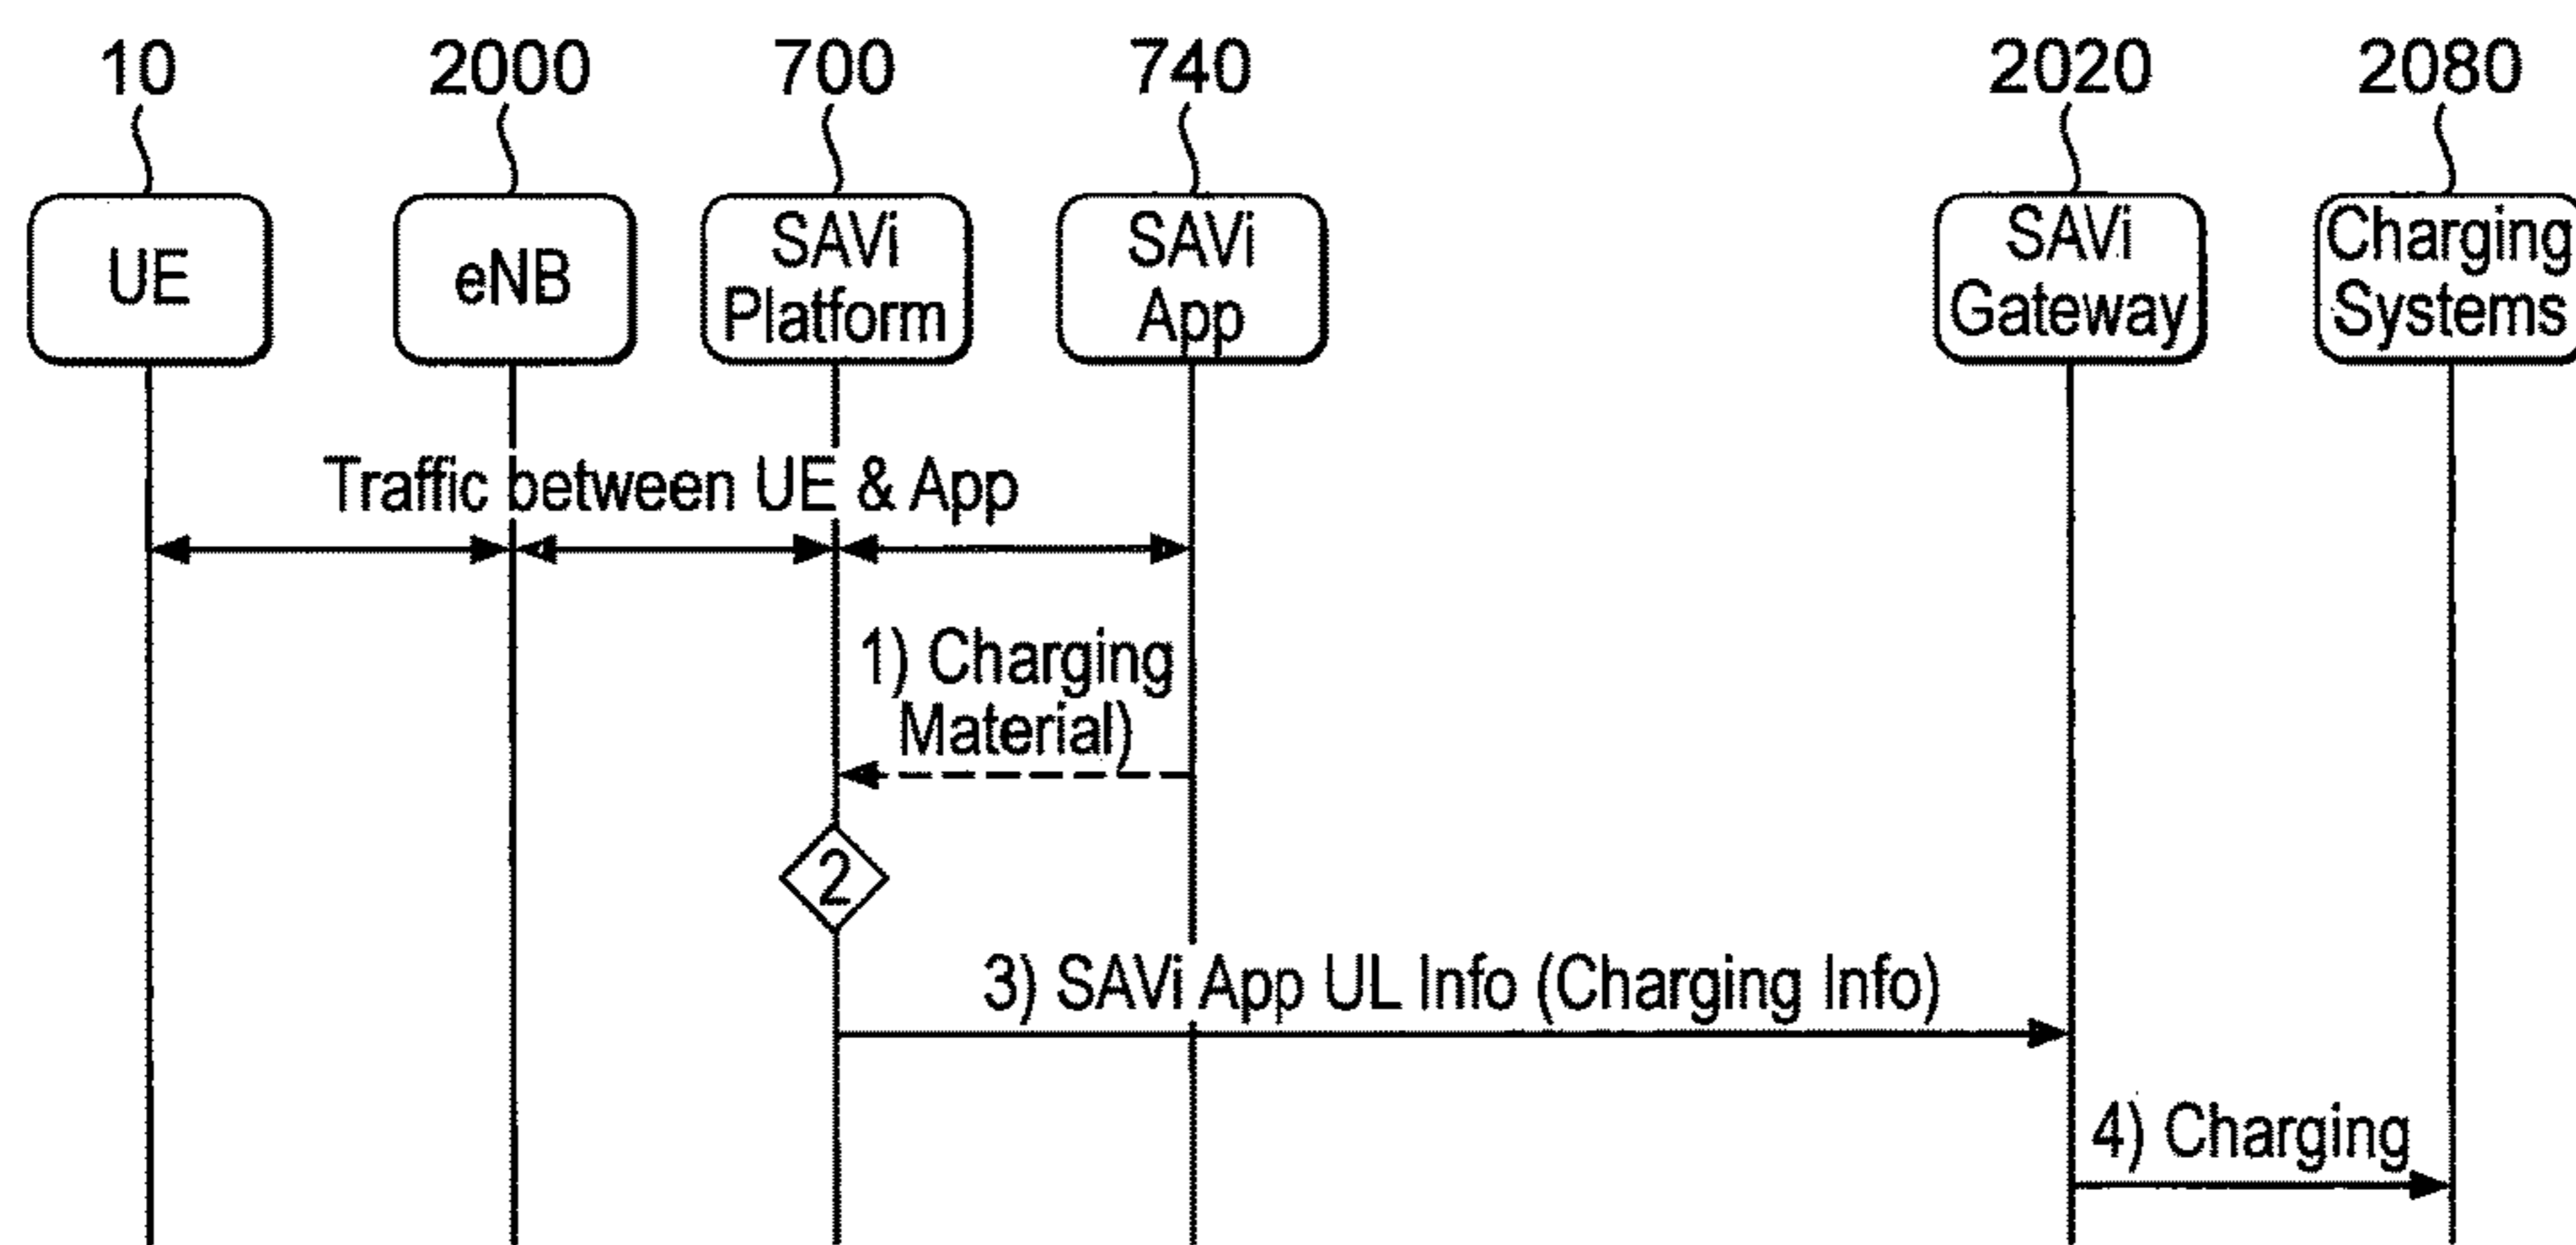 10
2000
700
740
2020
2080
UE
eNB
SAVi
Platform
SAVi
App
SAVi
Gateway
Charging
Systems
Traffic between UE & App
1) Charging
Material)
2
3) SAVi App UL Info (Charging Info)
4) Charging